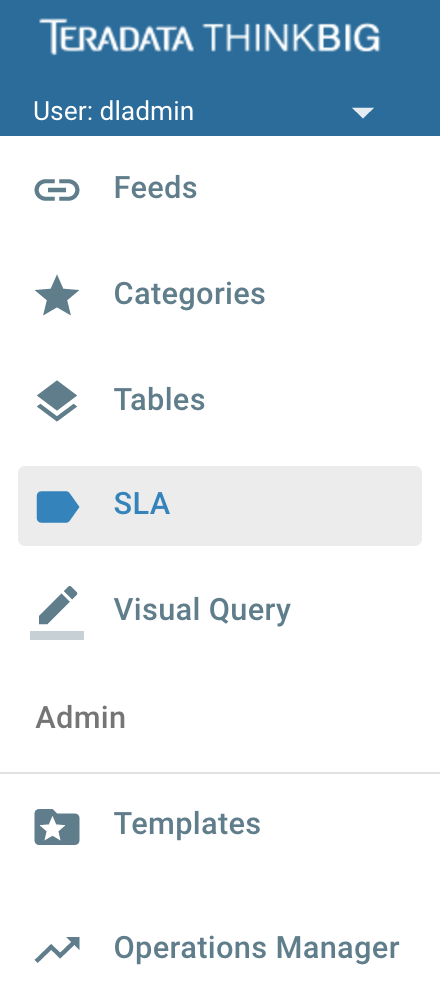 TERADATA THINKBIG
User: dladmin
Feeds
Categories
Tables
SLA
Visual Query
Admin
Templates
Operations Manager